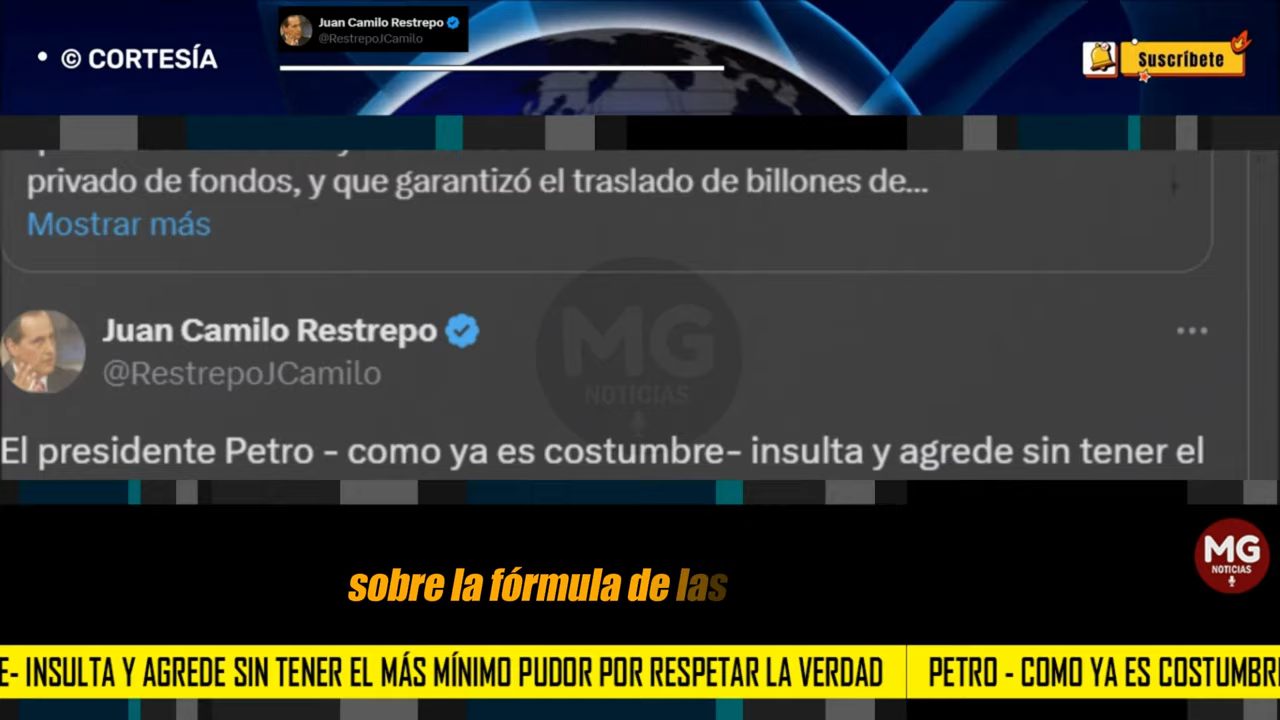 • © CORTESÍA
Juan Camilo Restrepo
@RestrepoJCamilo
Suscríbete
privado de fondos, y que garantizó el traslado de billones de...
Mostrar más
Juan Camilo Restrepo
@RestrepoJCamilo
MG
NOTICIAS
El presidente Petro - como ya es costumbre- insulta y agrede sin tener el
sobre la fórmula de las
MG
NOTICIAS
E- INSULTA Y AGREDE SIN TENER EL MÁS MÍNIMO PUDOR POR RESPETAR LA VERDAD
PETRO - COMO YA ES COSTUMBRE